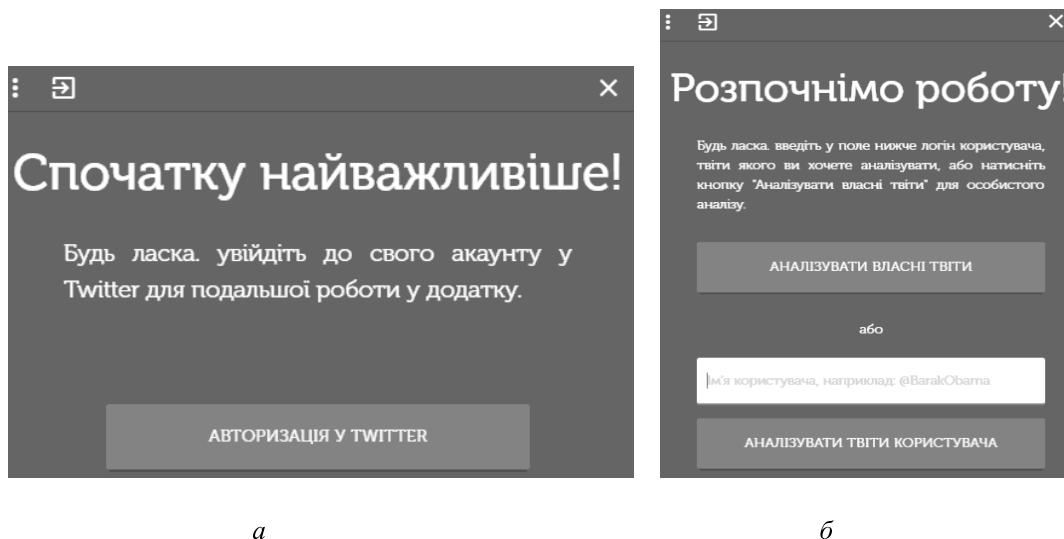 Спочатку найважливіше!
Будь ласка. увійдіть до свого акаунту у
Twitter для подальшої роботи у додатку.
АВТОРИЗАЦІЯ У TWITTER
а
Розпочнімо роботу!
Будь ласка. введіть у поле нижче логін користувача,
твіти якого ви хочете аналізувати, або натисніть
кнопку "Аналізувати власні твіти" для особистого
аналізу.
АНАЛІЗУВАТИ ВЛАСНІ ТВІТИ
або
Ім'я користувача, наприклад: @BarakObama
АНАЛІЗУВАТИ ТВІТИ КОРИСТУВАЧА
б